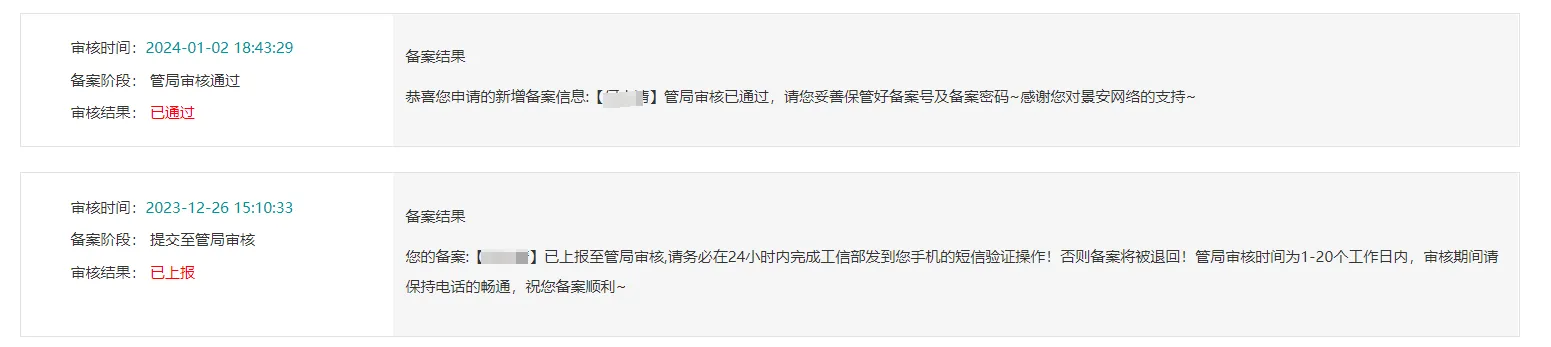 审核时间：2024-01-02 18:43:29
备案阶段： 管局审核通过
审核结果： 已通过
备案结果
恭喜您申请的新增备案信息:【 】管局审核已通过，请您妥善保管好备案号及备案密码~感谢您对景安网络的支持~
审核时间：2023-12-26 15:10:33
备案阶段： 提交至管局审核
审核结果： 已上报
备案结果
您的备案:【 】已上报至管局审核,请务必在24小时内完成工信部发到您手机的短信验证操作！否则备案将被退回！管局审核时间为1-20个工作日内，审核期间请
保持电话的畅通，祝您备案顺利~